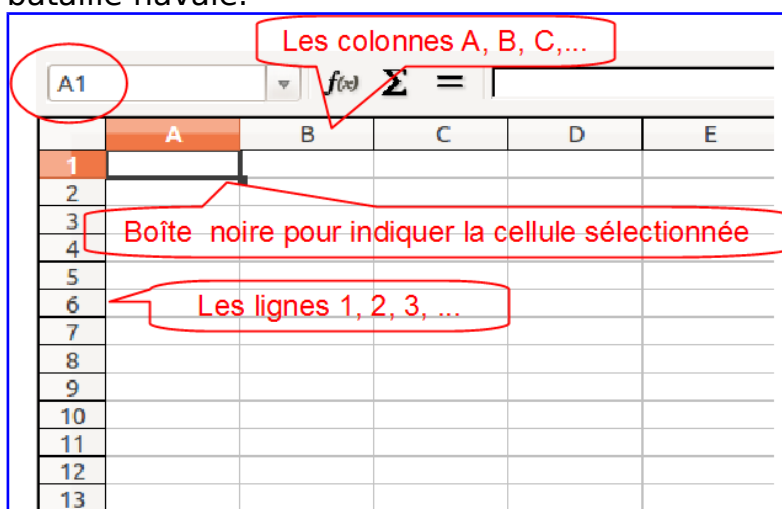 bataille navale.
Les colonnes A, B, C,...
A1 f(x) Σ =
A B C D E
1
2
3
Boîte noire pour indiquer la cellule sélectionnée
4
5
6
Les lignes 1, 2, 3, ...
7
8
9
10
11
12
13